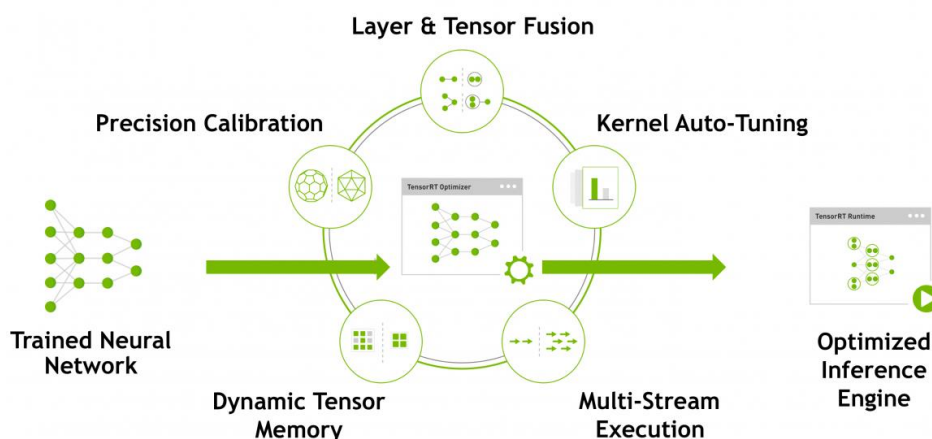 Layer & Tensor Fusion
Precision Calibration
Kernel Auto-Tuning
TensorRT Optimizer
TensorRT Runtime
Trained Neural
Network
Dynamic Tensor
Memory
Multi-Stream
Execution
Optimized
Inference
Engine